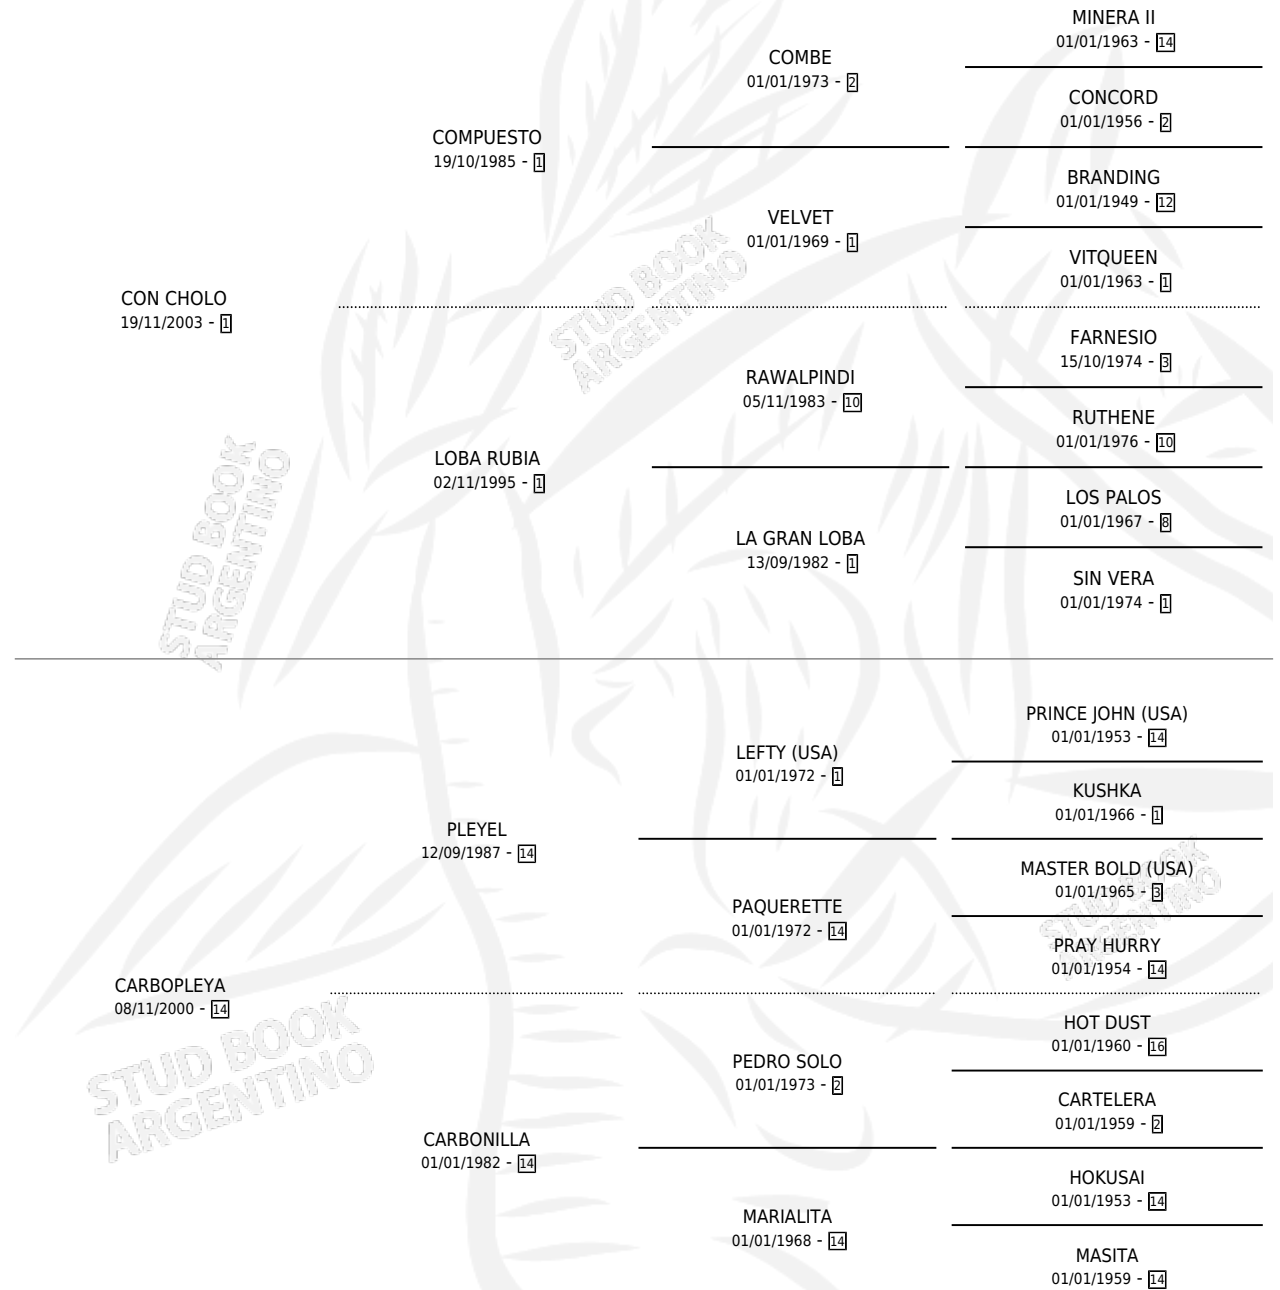 MINERA II
01/01/1963 - 14
COMBE
01/01/1973 - 2
CONCORD
01/01/1956 - 2
COMPUESTO
19/10/1985 - 1
BRANDING
01/01/1949 - 12
VELVET
01/01/1969 - 1
VITQUEEN
01/01/1963 - 1
CON CHOLO
19/11/2003 - 1
FARNESIO
15/10/1974 - 3
RAWALPINDI
05/11/1983 - 10
RUTHENE
01/01/1976 - 10
LOBA RUBIA
02/11/1995 - 1
LOS PALOS
01/01/1967 - 8
LA GRAN LOBA
13/09/1982 - 1
SIN VERA
01/01/1974 - 1
STUD BOOK
ARGENTINO
STUD BOOK
ARGENTINO
PRINCE JOHN (USA)
01/01/1953 - 14
LEFTY (USA)
01/01/1972 - 1
KUSHKA
01/01/1966 - 1
PLEYEL
12/09/1987 - 14
MASTER BOLD (USA)
01/01/1965 - 3
PAQUERETTE
01/01/1972 - 14
PRAY HURRY
01/01/1954 - 14
CARBOPLEYA
08/11/2000 - 14
HOT DUST
01/01/1960 - 16
PEDRO SOLO
01/01/1973 - 2
CARTELERA
01/01/1959 - 2
CARBONILLA
01/01/1982 - 14
HOKUSAI
01/01/1953 - 14
MARIALITA
01/01/1968 - 14
MASITA
01/01/1959 - 14
STUD BOOK
ARGENTINO
STUD BOOK
ARGENTINO